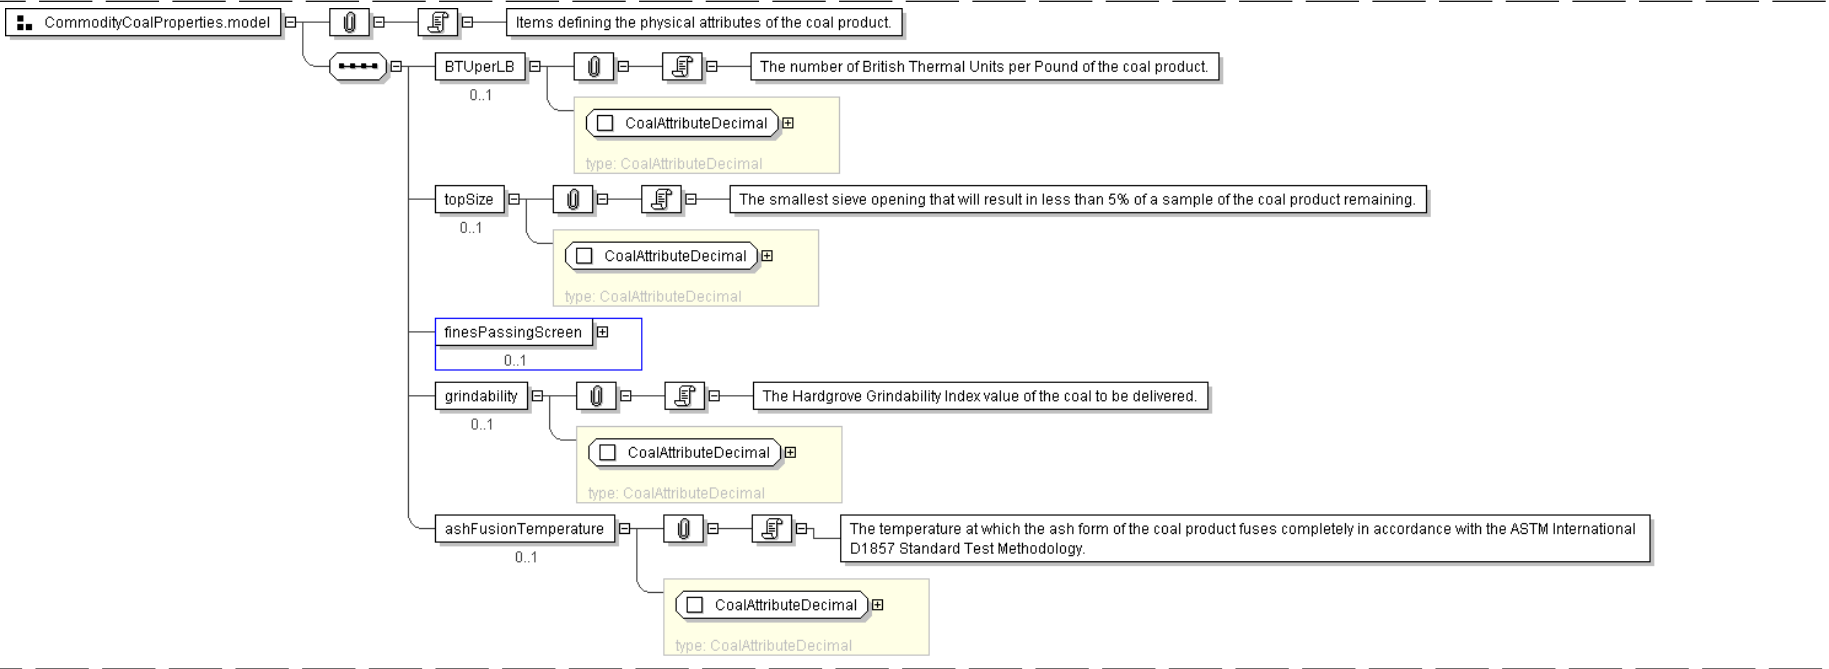 CommodityCoalProperties.model
Items defining the physical attributes of the coal product.
BTUperLB
The number of British Thermal Units per Pound of the coal product.
0..1
CoalAttributeDecimal
type: CoalAttributeDecimal
topSize
The smallest sieve opening that will result in less than 5% of a sample of the coal product remaining.
0..1
CoalAttributeDecimal
type: CoalAttributeDecimal
finesPassingScreen
0..1
grindability
The Hardgrove Grindability Index value of the coal to be delivered.
0..1
CoalAttributeDecimal
type: CoalAttributeDecimal
ashFusionTemperature
The temperature at which the ash form of the coal product fuses completely in accordance with the ASTM International
D1857 Standard Test Methodology.
0..1
CoalAttributeDecimal
type: CoalAttributeDecimal